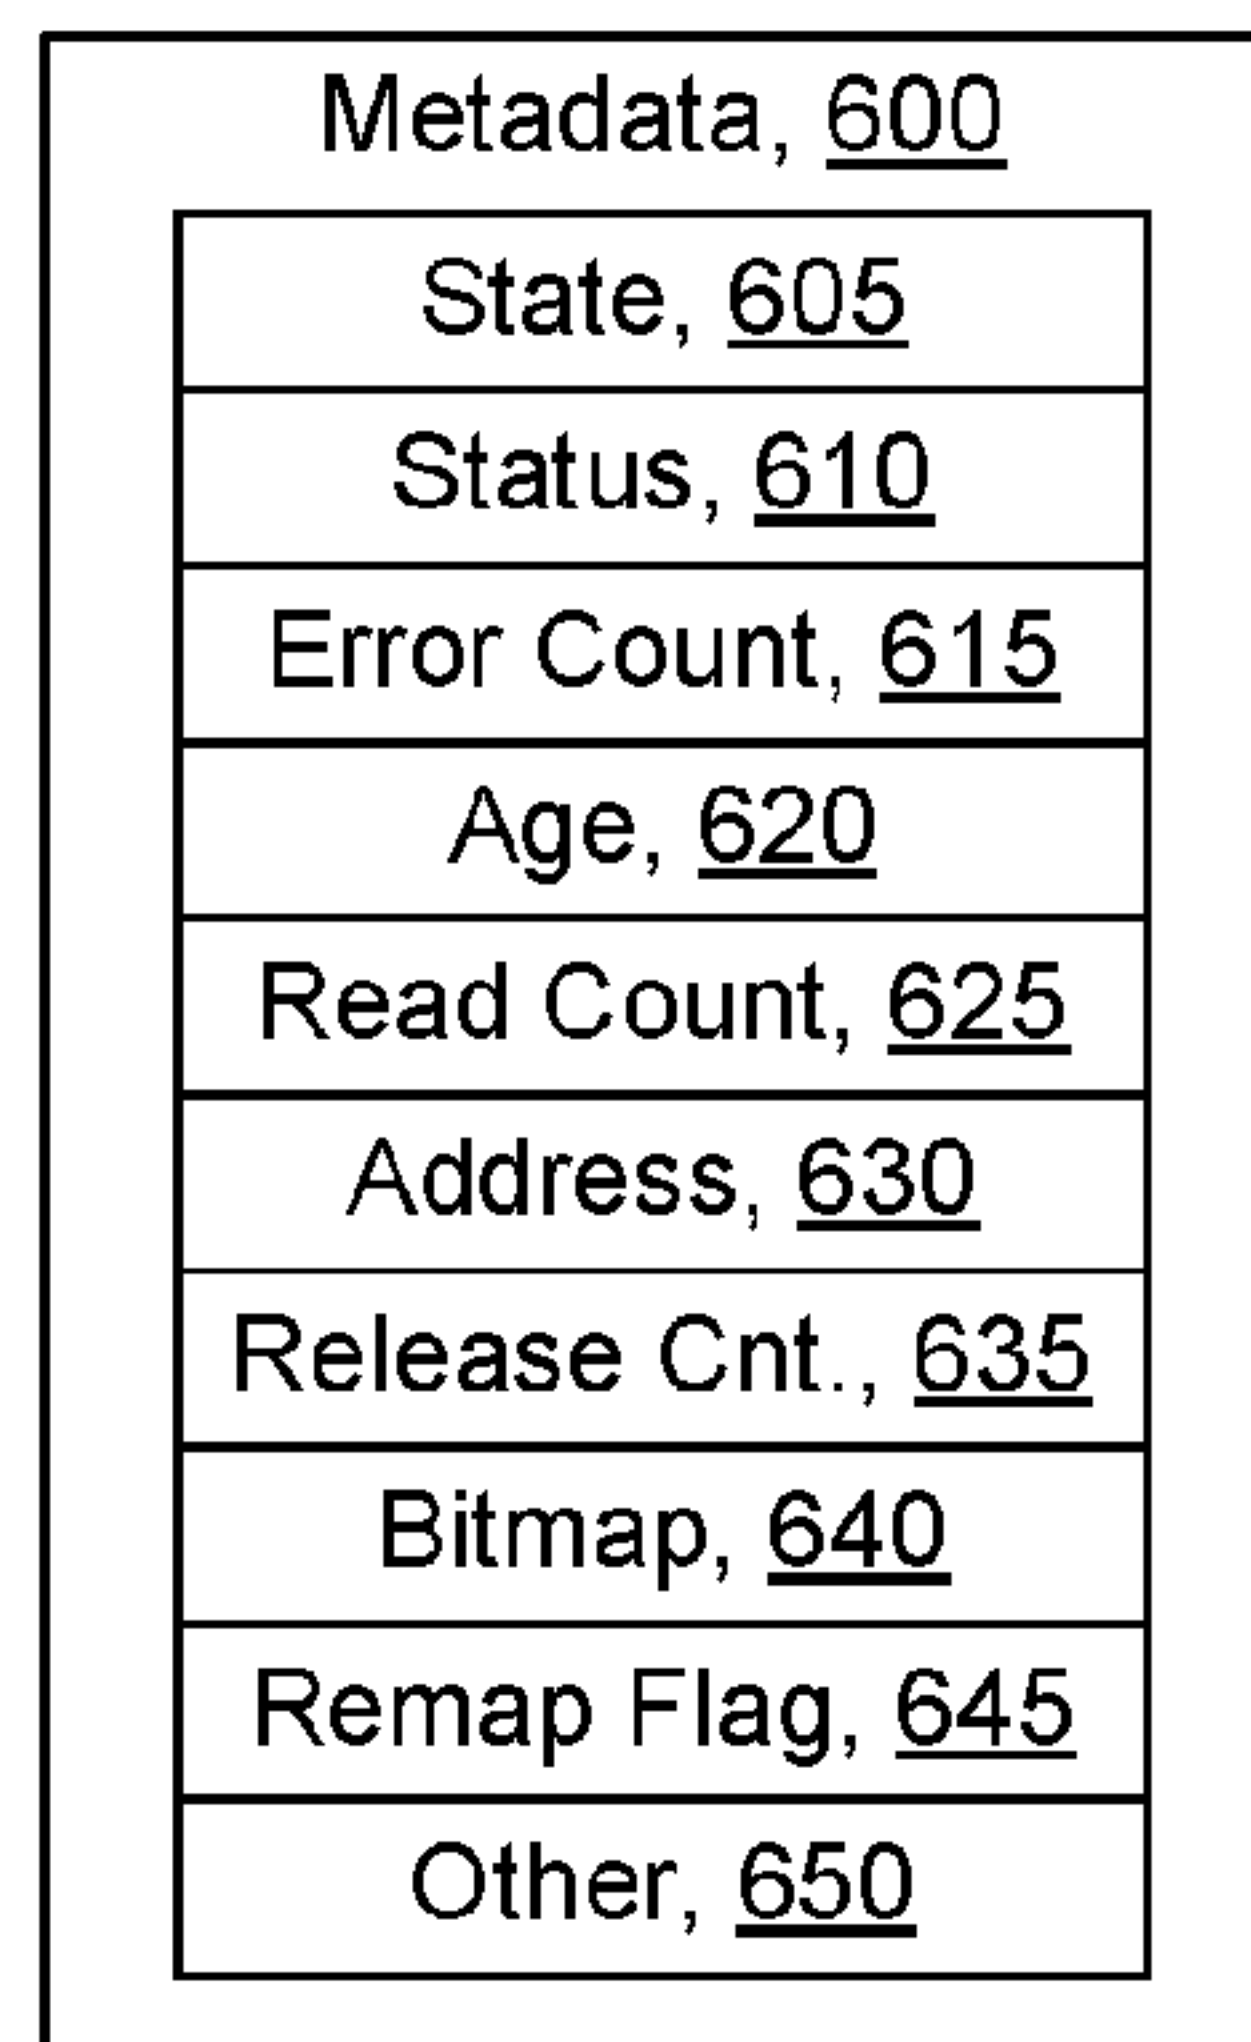 Metadata, 600
State, 605
Status, 610
Error Count, 615
Age, 620
Read Count, 625
Address, 630
Release Cnt., 635
Bitmap, 640
Remap Flag, 645
Other, 650